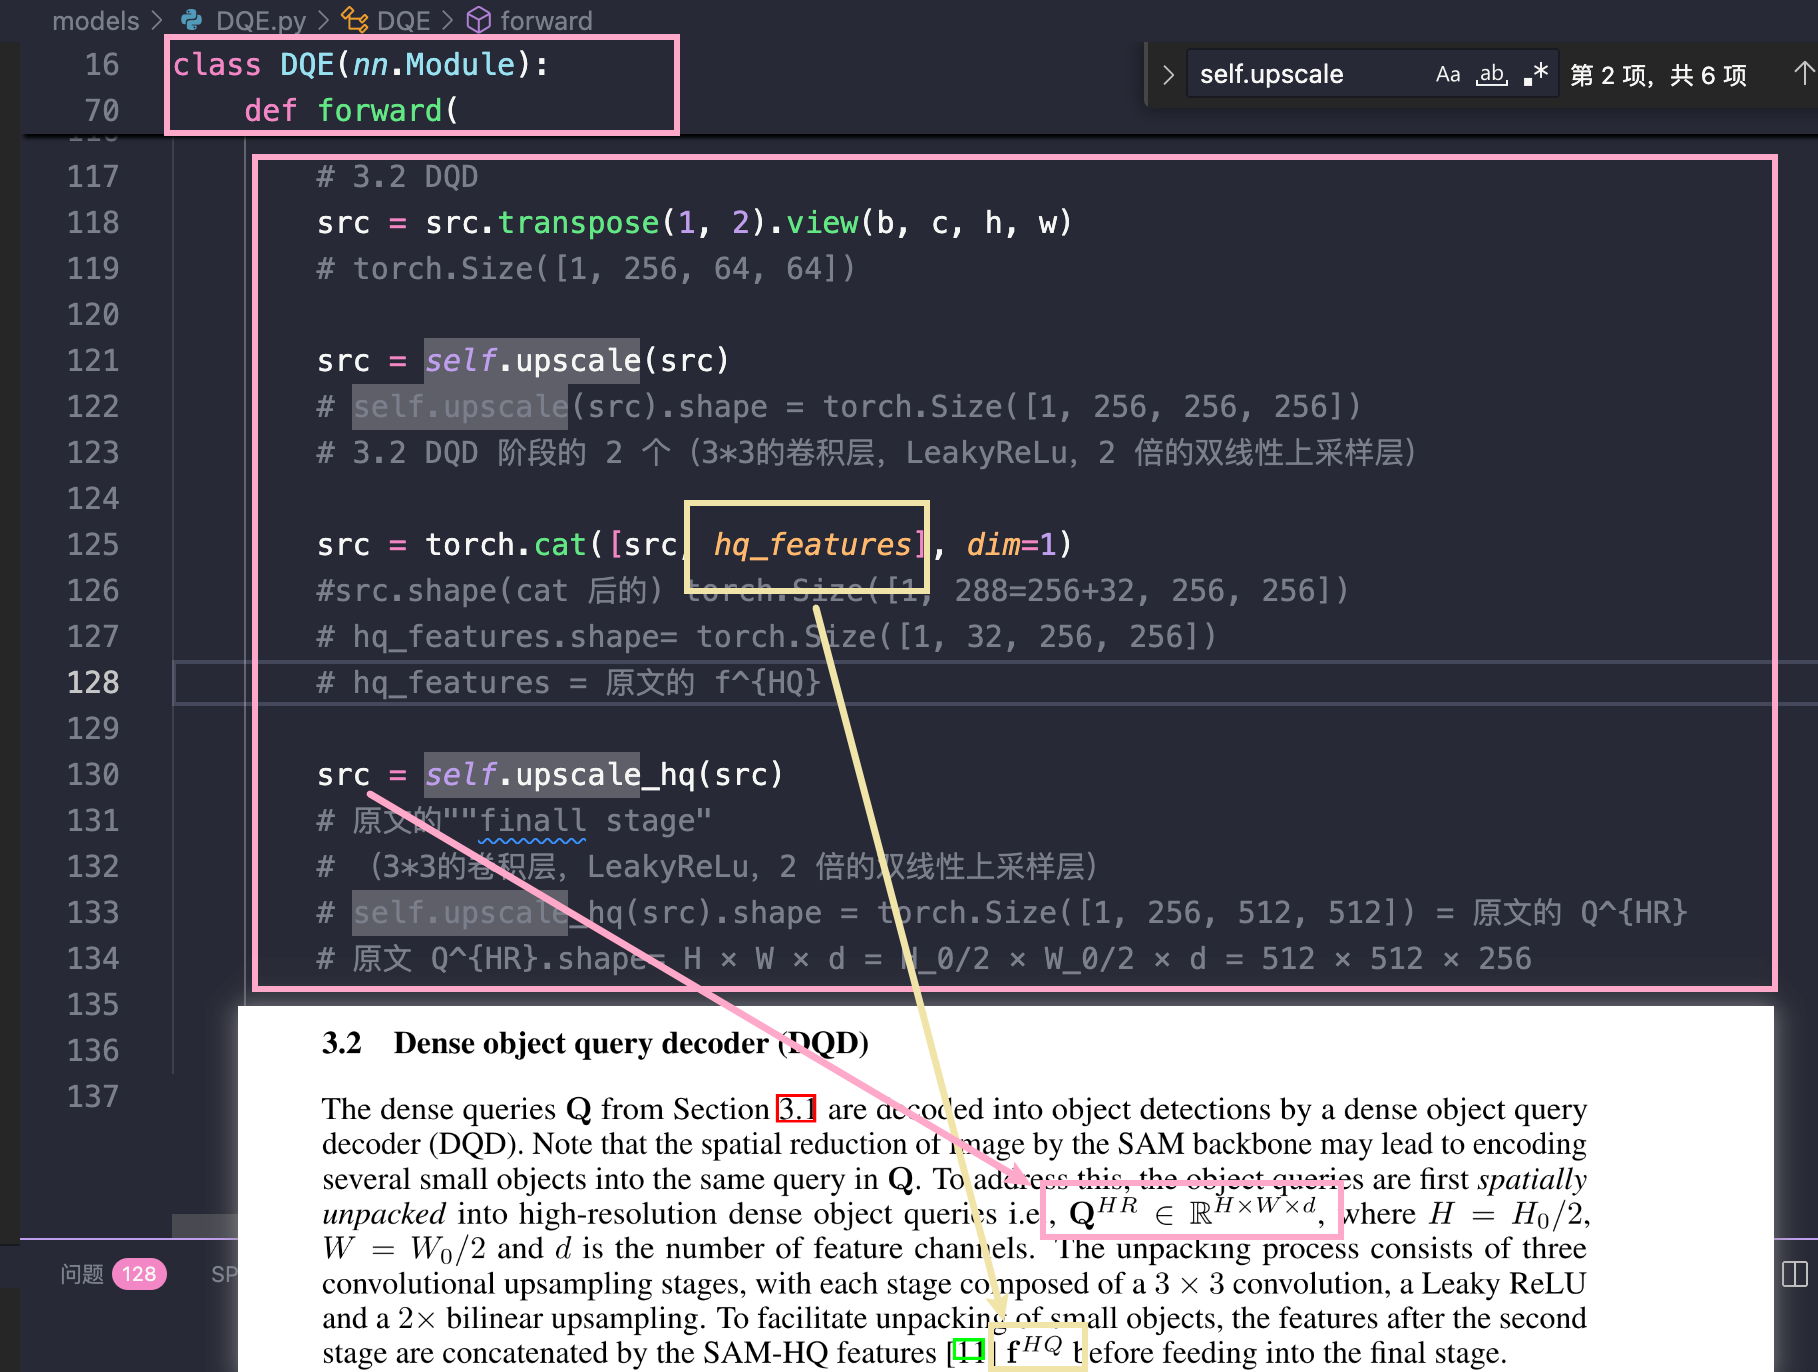 models > DQE.py > DQE > forward
self.upscale Aa ab .* 第 2 项，共 6 项
16 class DQE(nn.Module):
70 def forward(
117 # 3.2 DQD
118 src = src.transpose(1, 2).view(b, c, h, w)
119 # torch.Size([1, 256, 64, 64])
120
121 src = self.upscale(src)
122 # self.upscale(src).shape = torch.Size([1, 256, 256, 256])
123 # 3.2 DQD 阶段的 2 个（3*3的卷积层，LeakyReLu，2 倍的双线性上采样层）
124
125 src = torch.cat([src, hq_features], dim=1)
126 #src.shape(cat 后的) torch.Size([1, 288=256+32, 256, 256])
127 # hq_features.shape= torch.Size([1, 32, 256, 256])
128 # hq_features = 原文的 f^{HQ}
129
130 src = self.upscale_hq(src)
131 # 原文的""finall stage"
132 # （3*3的卷积层，LeakyReLu，2 倍的双线性上采样层）
133 # self.upscale_hq(src).shape = torch.Size([1, 256, 512, 512]) = 原文的 Q^{HR}
134 # 原文 Q^{HR}.shape= H × W × d = H_0/2 × W_0/2 × d = 512 × 512 × 256
135
136
137
3.2 Dense object query decoder (DQD)
The dense queries Q from Section 3.1 are decoded into object detections by a dense object query
decoder (DQD). Note that the spatial reduction of image by the SAM backbone may lead to encoding
several small objects into the same query in Q. To address this, the object queries are first spatially
unpacked into high-resolution dense object queries i.e., Q^{HR} ∈ ℝ^{H×W×d}, where H = H_0/2,
W = W_0/2 and d is the number of feature channels. The unpacking process consists of three
convolutional upsampling stages, with each stage composed of a 3 × 3 convolution, a Leaky ReLU
and a 2× bilinear upsampling. To facilitate unpacking of small objects, the features after the second
stage are concatenated by the SAM-HQ features [11] f^{HQ} before feeding into the final stage.
问题 128 SP